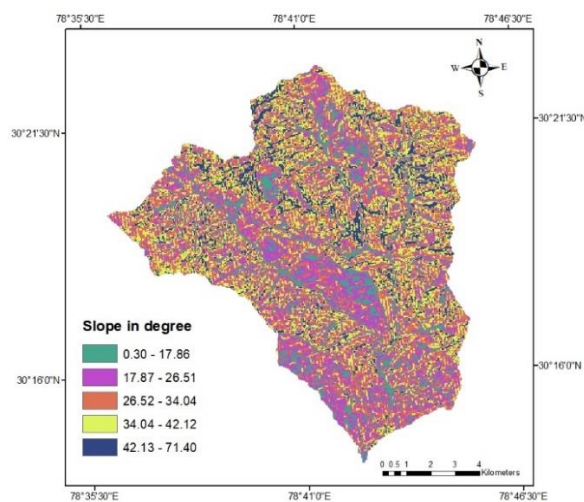 78°35'30"E 78°41'0"E 78°46'30"E
N
W E
S
30°21'30"N 30°21'30"N
Slope in degree
0.30 - 17.86
17.87 - 26.51
26.52 - 34.04
34.04 - 42.12
42.13 - 71.40
30°16'0"N 30°16'0"N
0 0.5 1 2 3 4
Kilometers
78°35'30"E 78°41'0"E 78°46'30"E